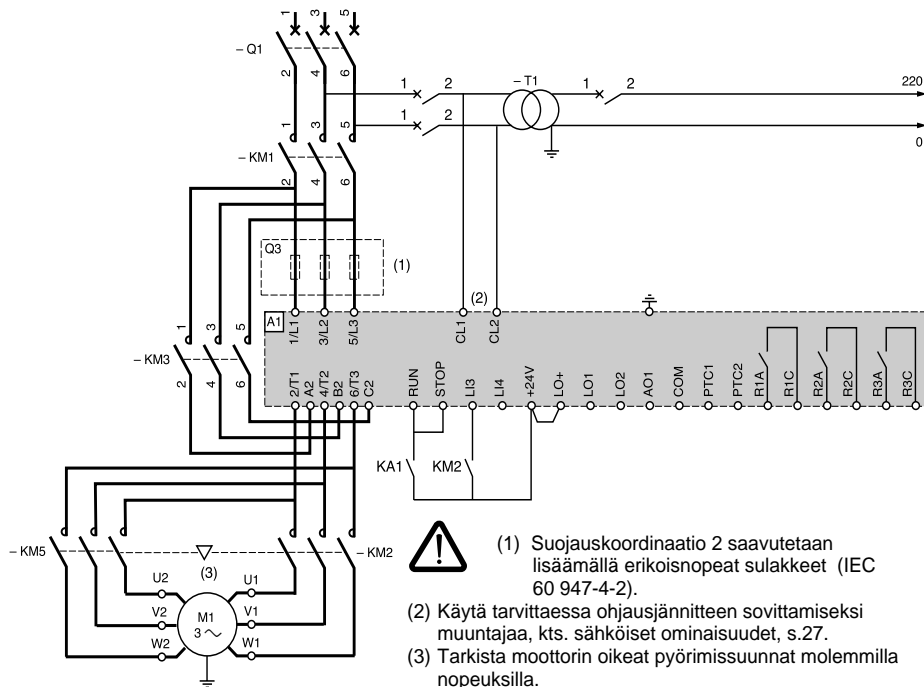 1 3 5
– Q1
2 4 6
1 2 – T1 1 2 220
1 2 0
1 3 5
– KM1
2 4 6
Q3 (1)
(2)
A1 1/L1 3/L2 5/L3 CL1 CL2
1 3 5
– KM3
2 4 6
2/T1 A2 4/T2 B2 6/T3 C2 RUN STOP LI3 LI4 +24V LO+ LO1 LO2 AO1 COM PTC1 PTC2 R1A R1C R2A R2C R3A R3C
KA1 KM2
– KM5 (3) – KM2
U2 U1
V2 M1 V1
3 ~
W2 W1
(1) Suojauskoordinaatio 2 saavutetaan
lisäämällä erikoisnopeat sulakkeet (IEC
60 947-4-2).
(2) Käytä tarvittaessa ohjausjännitteen sovittamiseksi
muuntajaa, kts. sähköiset ominaisuudet, s.27.
(3) Tarkista moottorin oikeat pyörimissuunnat molemmilla
nopeuksilla.